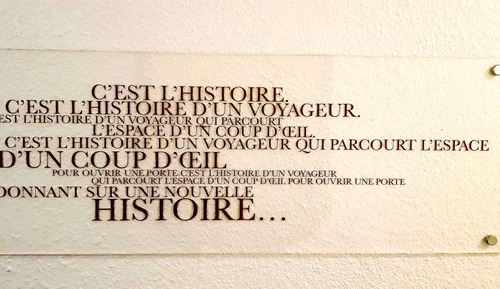 C'EST L'HISTOIRE,
C'EST L'HISTOIRE D'UN VOYAGEUR.
EST L'HISTOIRE D'UN VOYAGEUR QUI PARCOURT
L'ESPACE D'UN COUP D'ŒIL.
C'EST L'HISTOIRE D'UN VOYAGEUR QUI PARCOURT L'ESPACE
D'UN COUP D'ŒIL
POUR OUVRIR UNE PORTE. C'EST L'HISTOIRE D'UN VOYAGEUR
QUI PARCOURT L'ESPACE D'UN COUP D'ŒIL POUR OUVRIR UNE PORTE
DONNANT SUR UNE NOUVELLE
HISTOIRE...